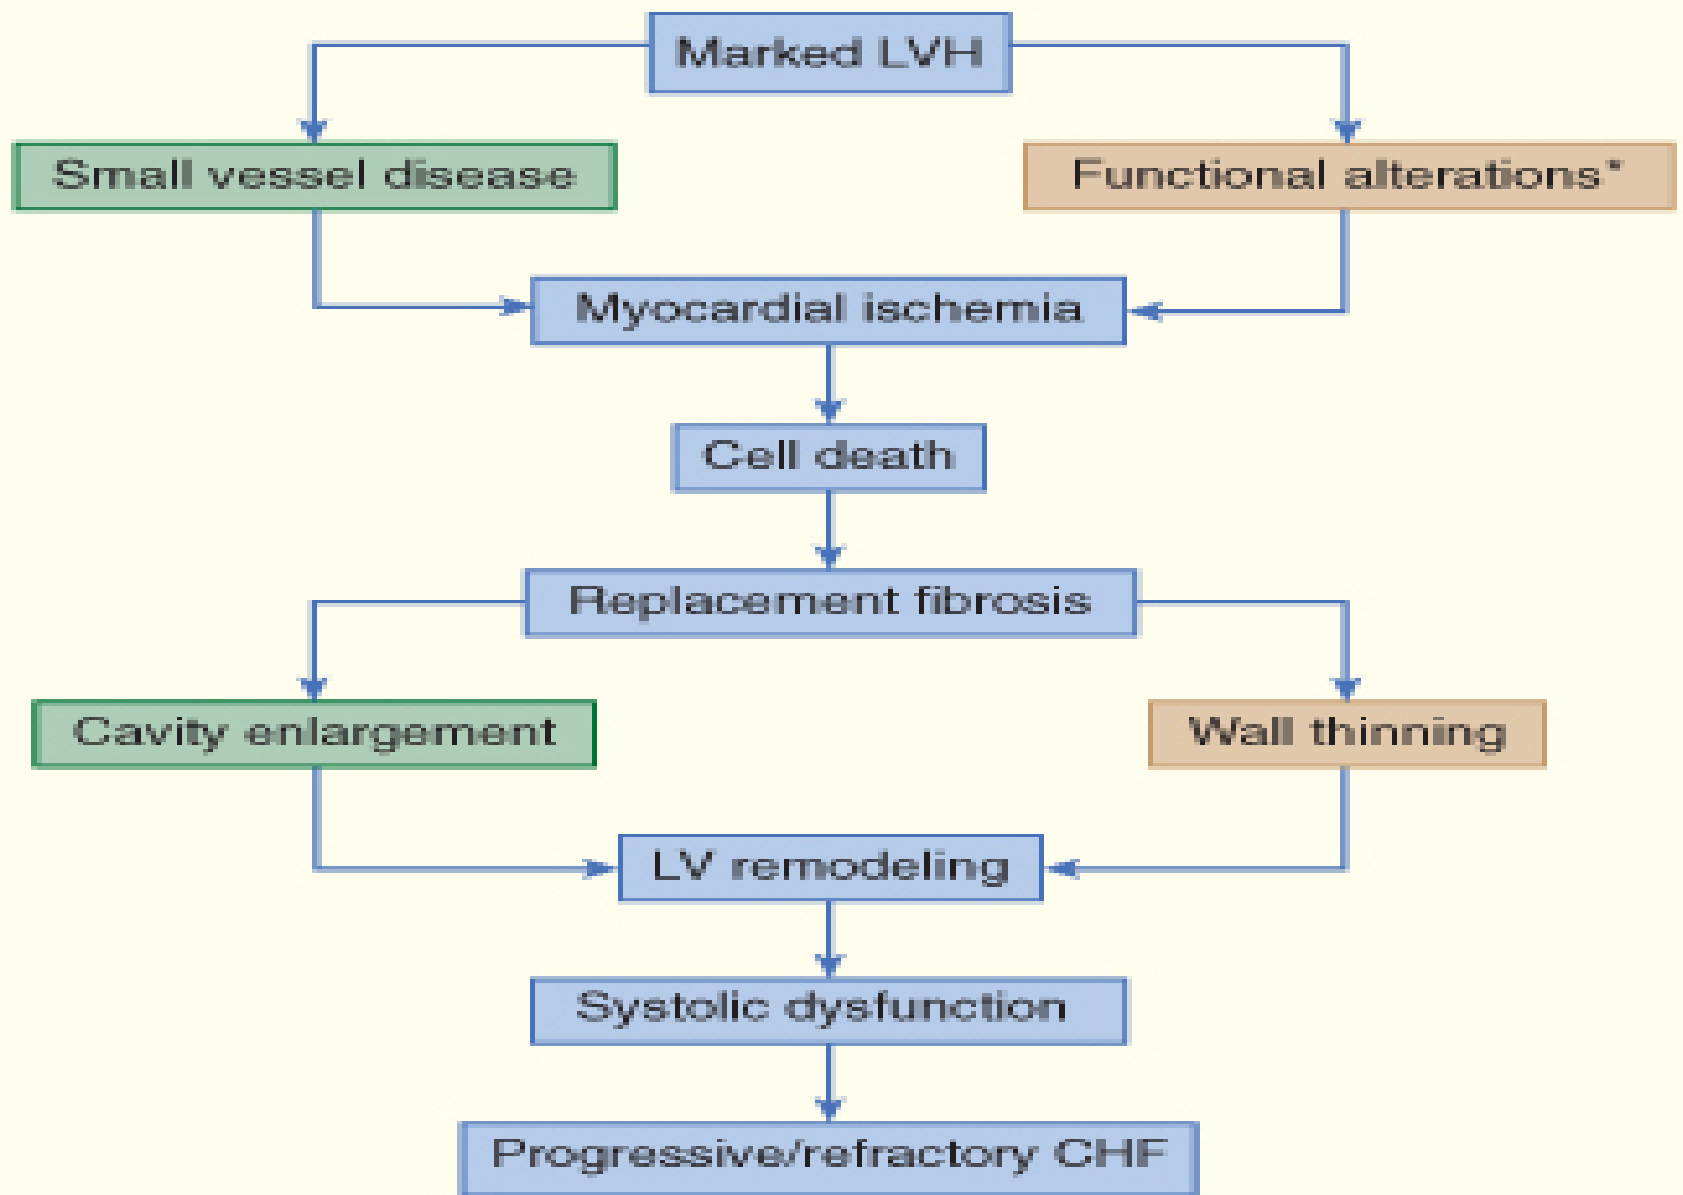 Marked LVH
Small vessel disease
Functional alterations*
Myocardial ischemia
Cell death
Replacement fibrosis
Cavity enlargement
Wall thinning
LV remodeling
Systolic dysfunction
Progressive/refractory CHF